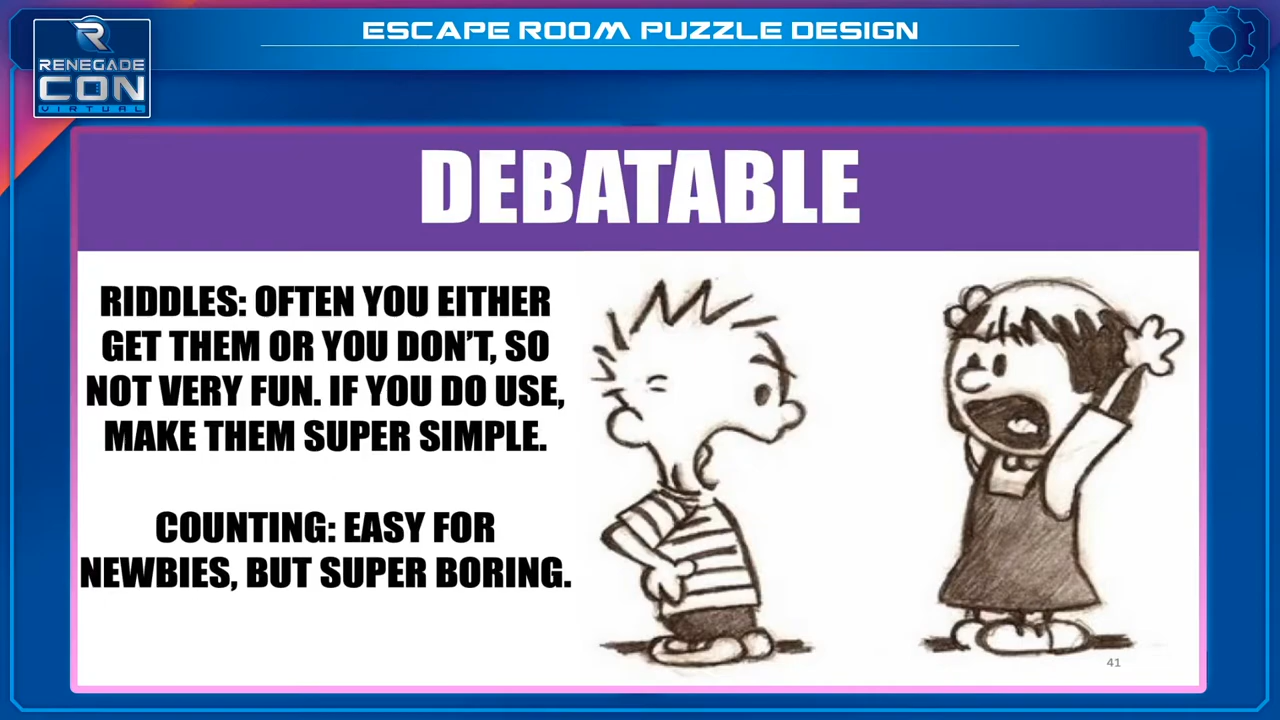 ESCAPE ROOM PUZZLE DESIGN
RENEGADE
CON
VIRTUAL
DEBATABLE
RIDDLES: OFTEN YOU EITHER
GET THEM OR YOU DON'T, SO
NOT VERY FUN. IF YOU DO USE,
MAKE THEM SUPER SIMPLE.
COUNTING: EASY FOR
NEWBIES, BUT SUPER BORING.
41